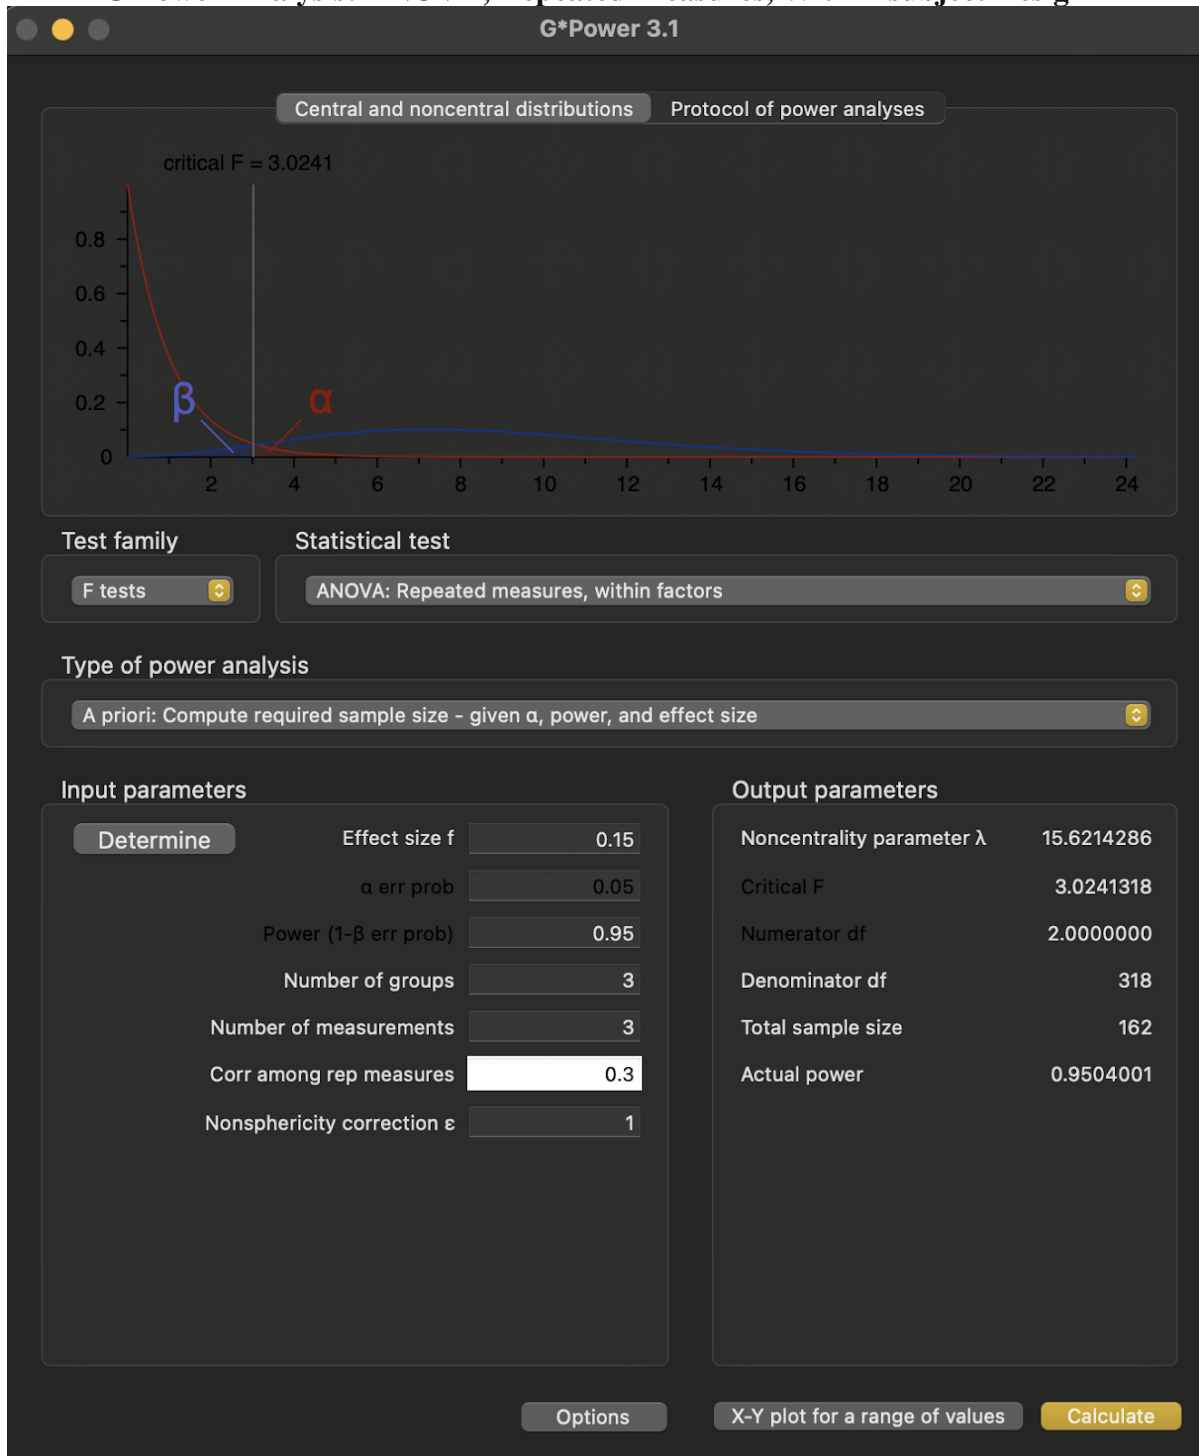 G*Power 3.1
Central and noncentral distributions Protocol of power analyses
critical F = 3.0241
0.8
0.6
0.4
0.2
0
β
α
2 4 6 8 10 12 14 16 18 20 22 24
Test family Statistical test
F tests ANOVA: Repeated measures, within factors
Type of power analysis
A priori: Compute required sample size - given α, power, and effect size
Input parameters Output parameters
Determine Effect size f 0.15 Noncentrality parameter λ 15.6214286
α err prob 0.05 Critical F 3.0241318
Power (1-β err prob) 0.95 Numerator df 2.0000000
Number of groups 3 Denominator df 318
Number of measurements 3 Total sample size 162
Corr among rep measures 0.3 Actual power 0.9504001
Nonsphericity correction ε 1
Options X-Y plot for a range of values Calculate